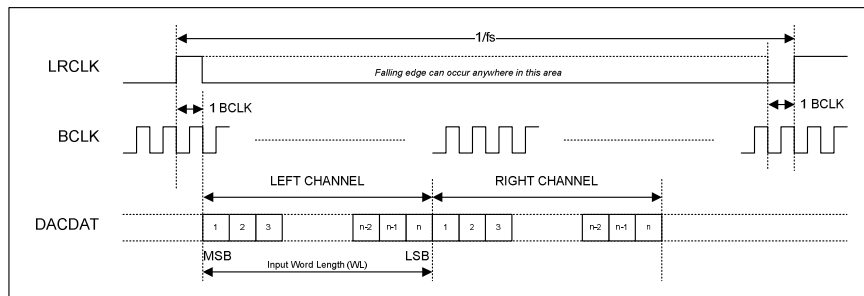 1/fs
LRCLK
Falling edge can occur anywhere in this area
1 BCLK
1 BCLK
BCLK
LEFT CHANNEL
RIGHT CHANNEL
DACDAT
1 2 3 n-2 n-1 n 1 2 3 n-2 n-1 n
MSB
LSB
Input Word Length (WL)